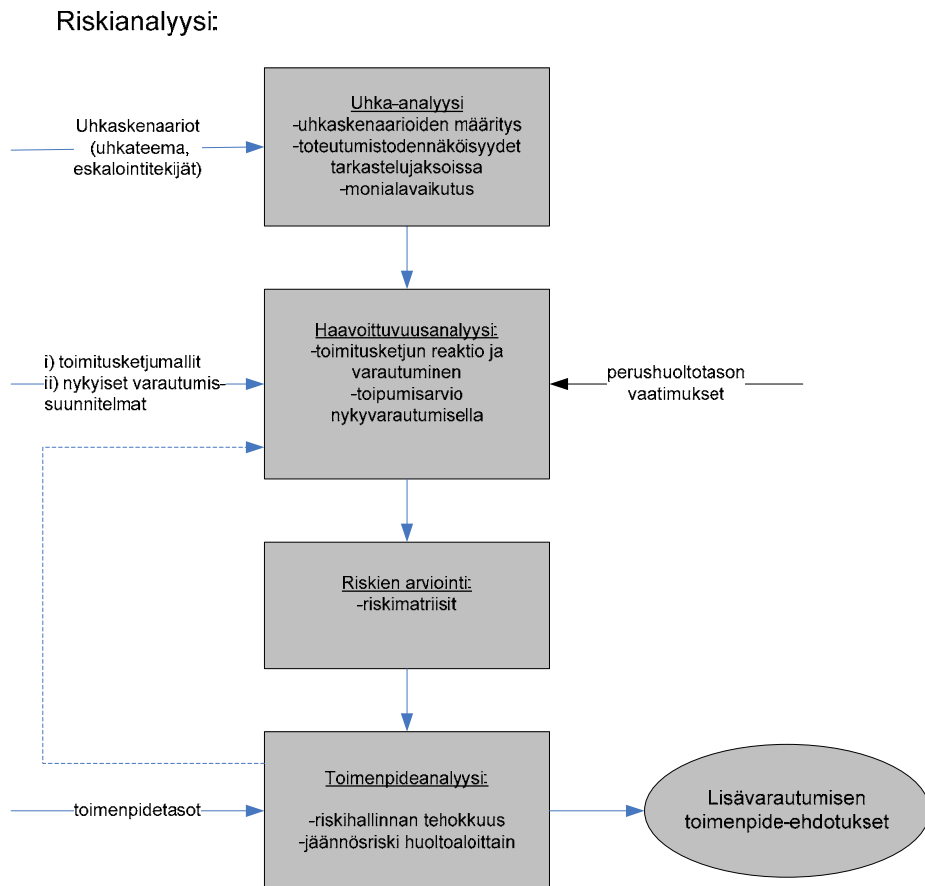 Riskianalyysi:
Uhkaskenaariot
(uhkateema,
eskalointitekijät)
Uhka-analyysi
-uhkaskenaarioiden määritys
-toteutumistodennäköisyydet
tarkastelujaksoissa
-monialavaikutus
i) toimitusketjumallit
ii) nykyiset varautumis-
suunnitelmat
Haavoittuvuusanalyysi:
-toimitusketjun reaktio ja
varautuminen
-toipumisarvio
nykyvarautumisella
perushuoltotason
vaatimukset
Riskien arviointi:
-riskimatriisit
toimenpidetasot
Toimenpideanalyysi:
-riskihallinnan tehokkuus
-jäännösriski huoltoaloittain
Lisävarautumisen
toimenpide-ehdotukset